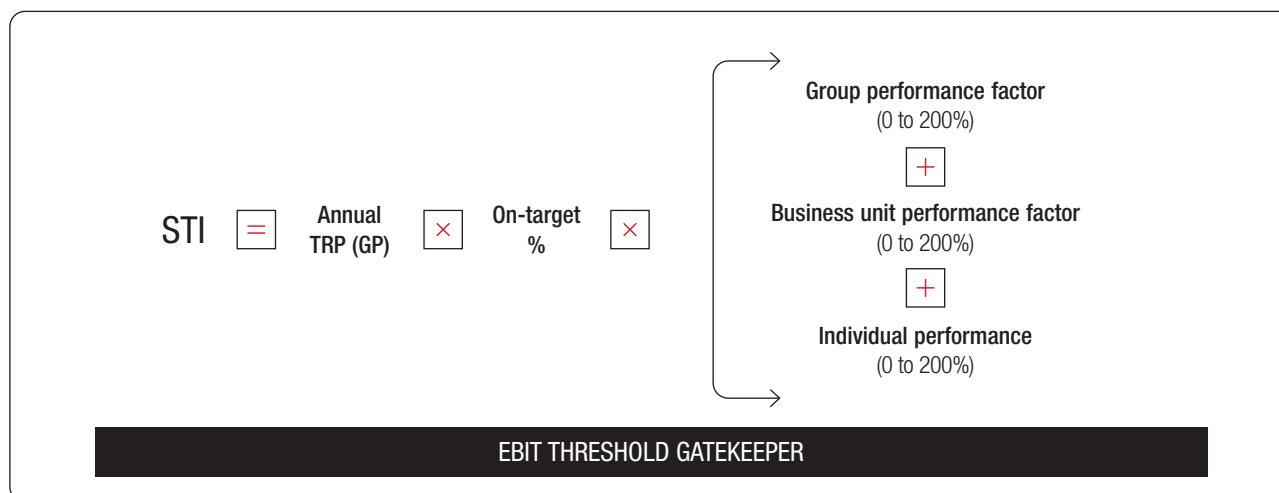 Group performance factor
(0 to 200%)
+
STI = Annual TRP (GP) × On-target % ×
Business unit performance factor
(0 to 200%)
+
Individual performance
(0 to 200%)
EBIT THRESHOLD GATEKEEPER